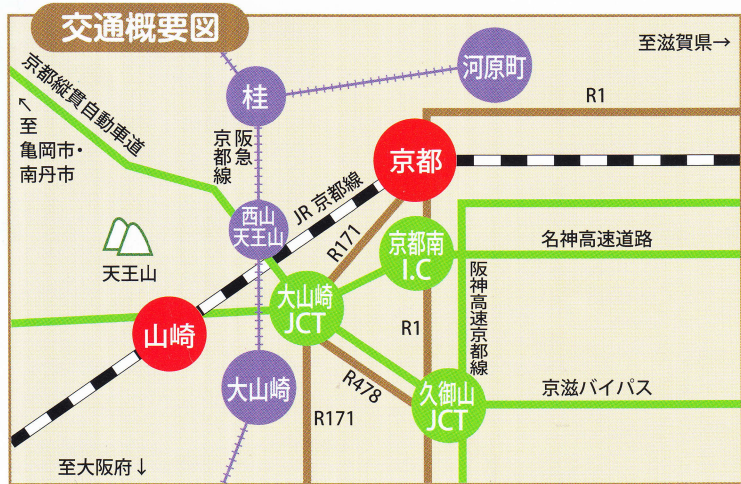 交通概要図
至滋賀県→
河原町
桂
R1
京都縦貫自動車道
↖
至
亀岡市・
南丹市
阪急
京都線
京都
JR京都線
西山
天王山
R171
京都南
I.C
名神高速道路
天王山
大山崎
JCT
阪神高速京都線
山崎
R1
大山崎
R478
久御山
JCT
京滋バイパス
R171
至大阪府↓